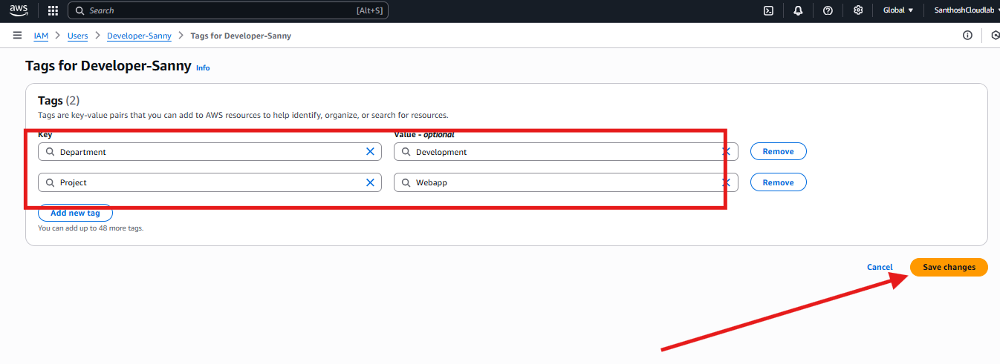 aws Search [Alt+S] Global SanthoshCloudlab
IAM Users Developer-Sanny Tags for Developer-Sanny
Tags for Developer-Sanny Info
Tags (2)
Tags are key-value pairs that you can add to AWS resources to help identify, organize, or search for resources.
Key Value - optional
Department Development Remove
Project Webapp Remove
Add new tag
You can add up to 48 more tags.
Cancel Save changes